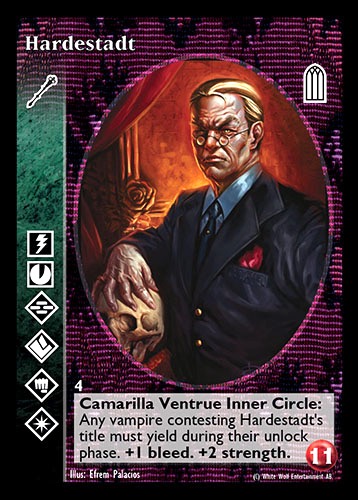 Hardestadt
4
Camarilla Ventrue Inner Circle:
Any vampire contesting Hardestadt's
title must yield during their unlock
phase. +1 bleed. +2 strength.
11
Illus: Efrem Palacios
(C) White Wolf Entertainment AB.